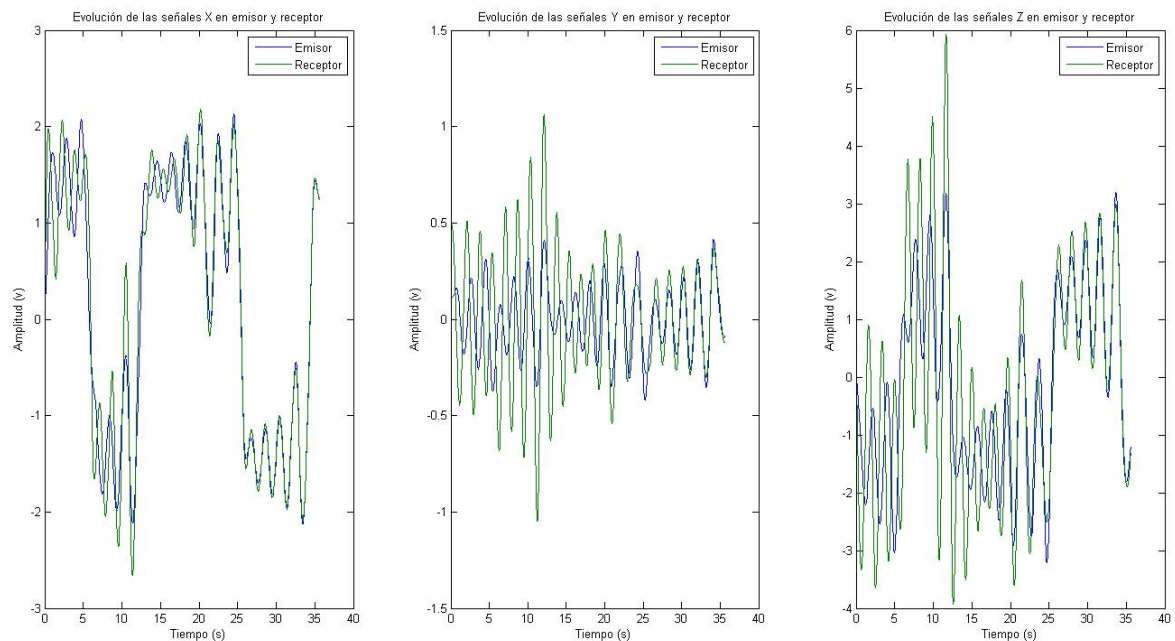 Evolución de las señales X en emisor y receptor
Emisor
Receptor
3
2
1
0
-1
-2
-3
Amplitud (v)
0 5 10 15 20 25 30 35 40
Tiempo (s)
Evolución de las señales Y en emisor y receptor
Emisor
Receptor
1.5
1
0.5
0
-0.5
-1
-1.5
Amplitud (v)
0 5 10 15 20 25 30 35 40
Tiempo (s)
Evolución de las señales Z en emisor y receptor
Emisor
Receptor
6
5
4
3
2
1
0
-1
-2
-3
-4
Amplitud (v)
0 5 10 15 20 25 30 35 40
Tiempo (s)